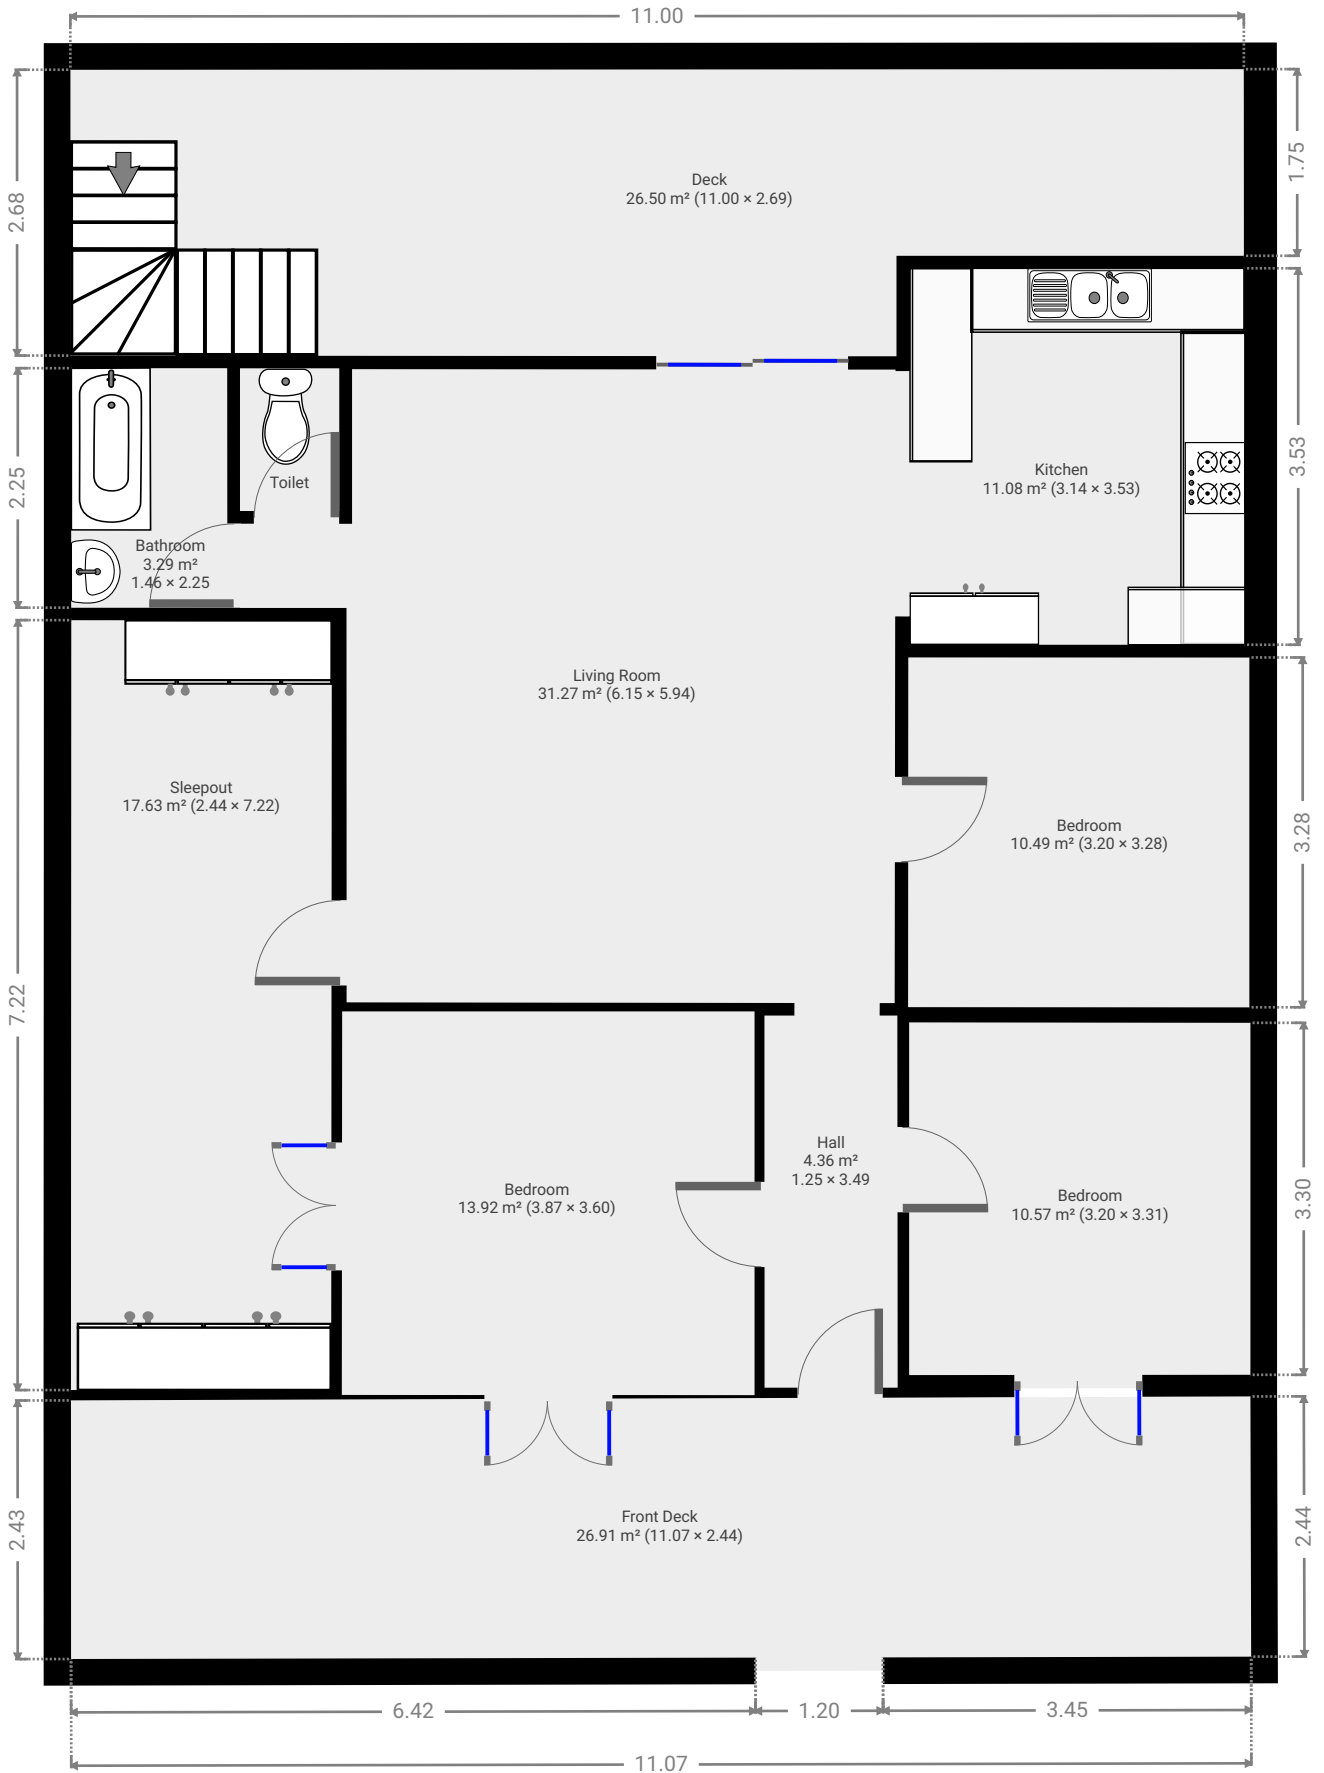 11.00
2.68
1.75
Deck
26.50 m² (11.00 × 2.69)
2.25
3.53
Toilet
Kitchen
11.08 m² (3.14 × 3.53)
Bathroom
3.29 m²
1.46 × 2.25
Living Room
31.27 m² (6.15 × 5.94)
Sleepout
17.63 m² (2.44 × 7.22)
Bedroom
10.49 m² (3.20 × 3.28)
3.28
7.22
Hall
4.36 m²
1.25 × 3.49
Bedroom
13.92 m² (3.87 × 3.60)
Bedroom
10.57 m² (3.20 × 3.31)
3.30
Front Deck
26.91 m² (11.07 × 2.44)
2.43
2.44
6.42
1.20
3.45
11.07